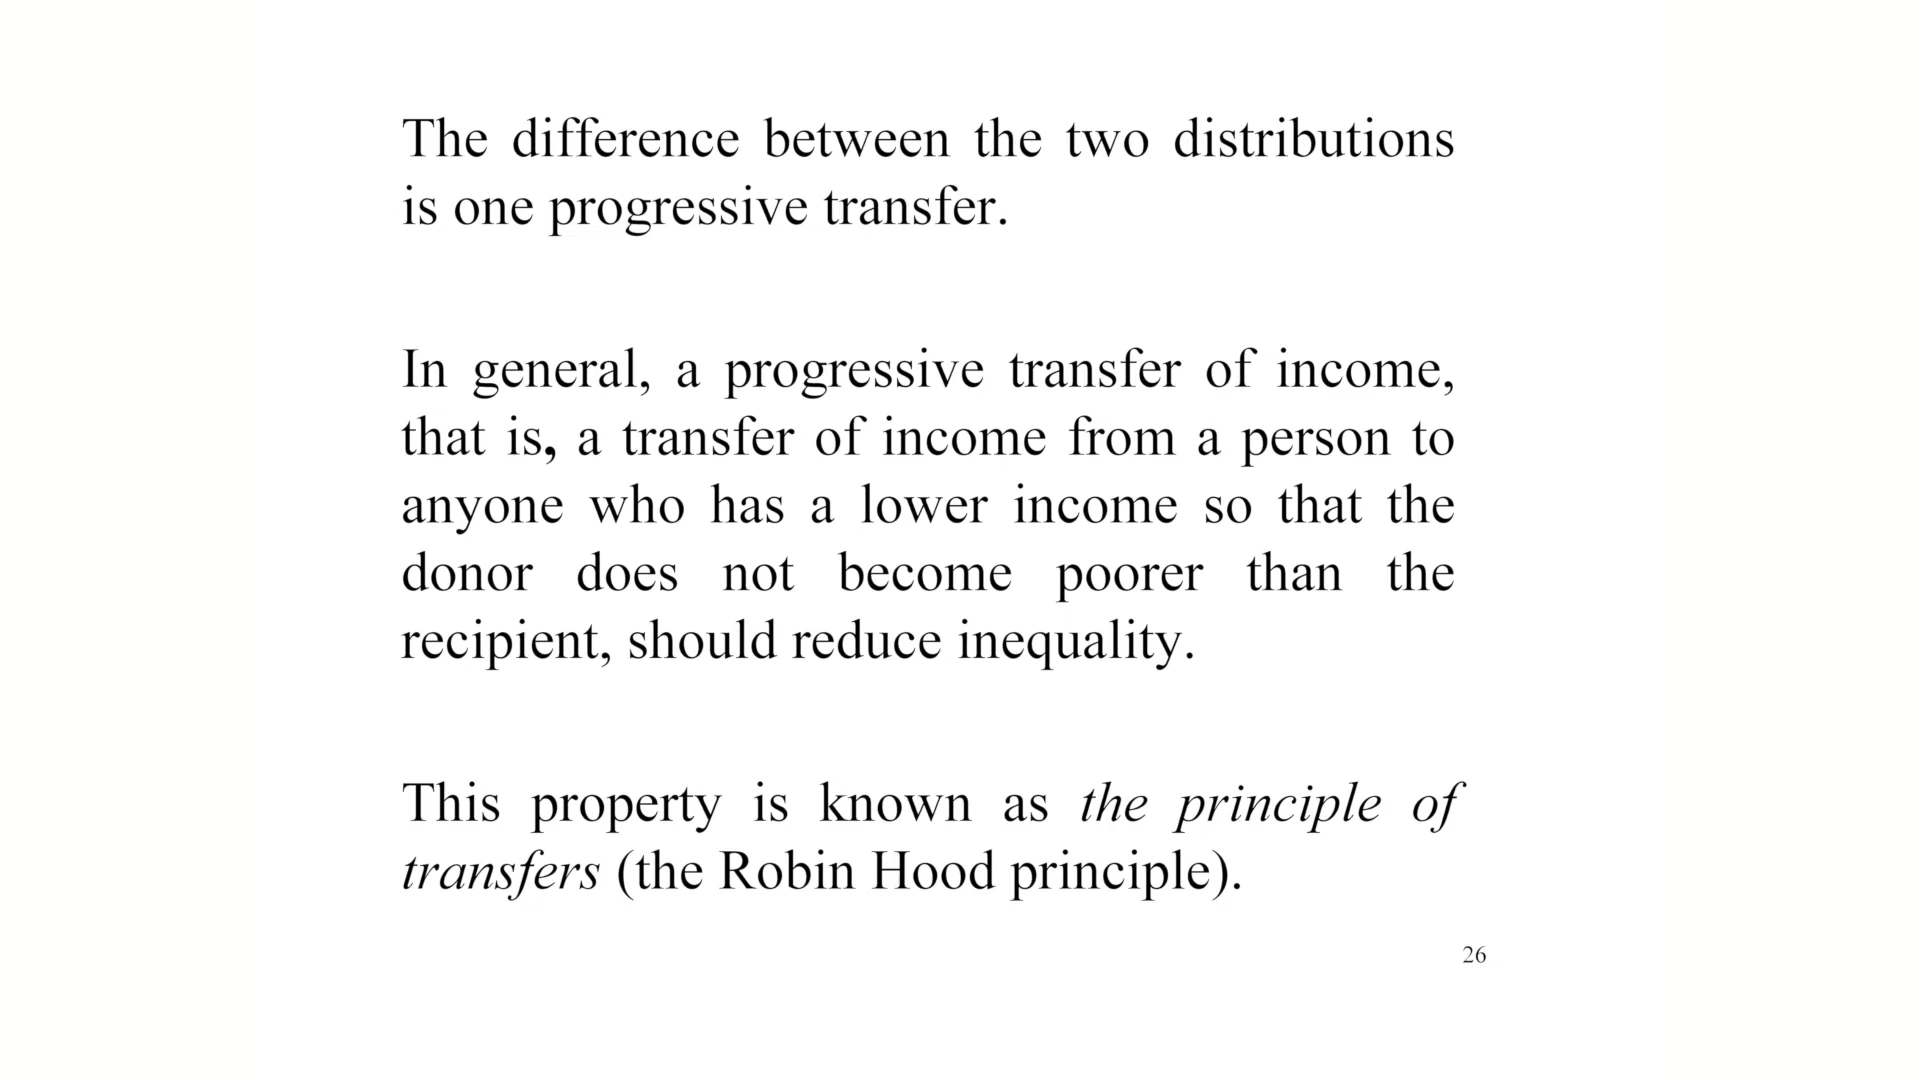 The difference between the two distributions
is one progressive transfer.
In general, a progressive transfer of income,
that is, a transfer of income from a person to
anyone who has a lower income so that the
donor does not become poorer than the
recipient, should reduce inequality.
This property is known as the principle of
transfers (the Robin Hood principle).
26